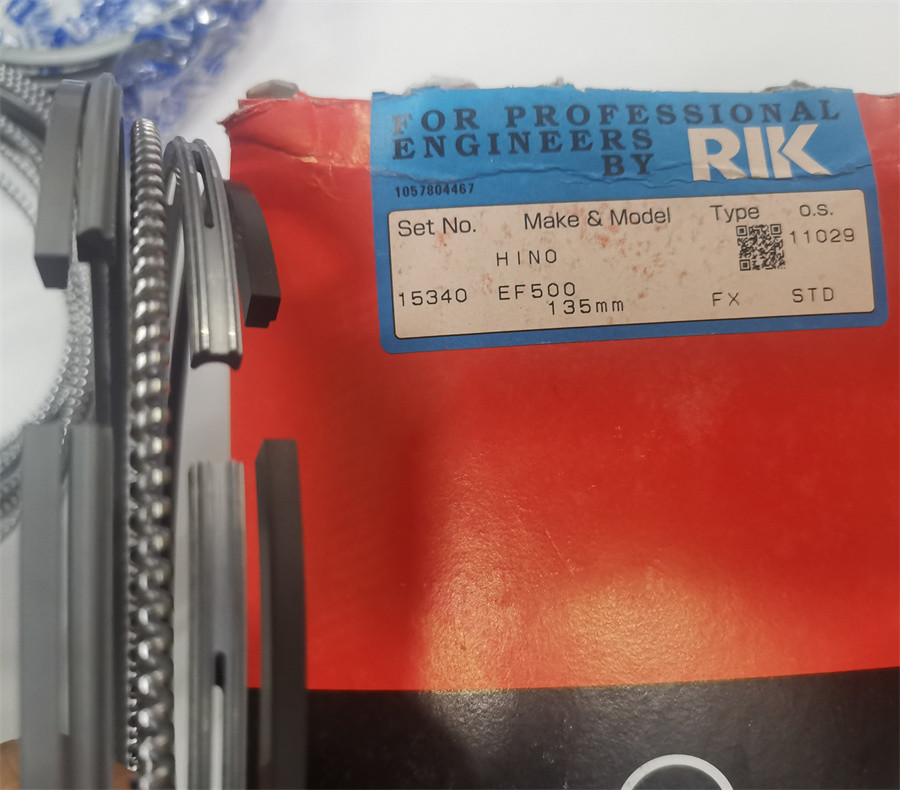 FOR PROFESSIONAL
ENGINEERS
BY RIK
1057804467
Set No. Make & Model Type O.S.
11029
HINO
15340 EF500 FX STD
135mm